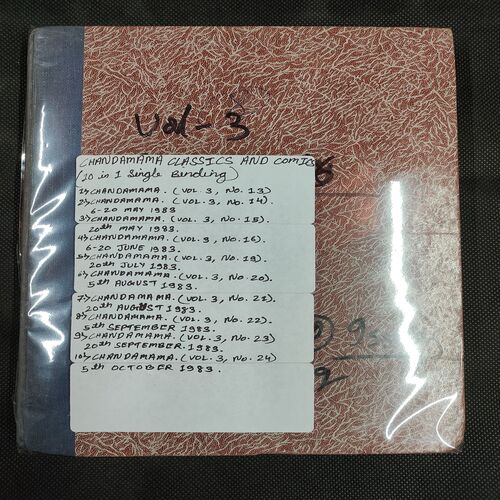 Vol - 3
CHANDAMAMA CLASSICS AND COMICS
(10 in 1 Single Bindling)
1) CHANDAMAMA. (VOL. 3, No. 13)
2) CHANDAMAMA. (VOL. 3, No. 14).
6-20 MAY 1983
3) CHANDAMAMA. (VOL. 3, No. 15).
20th MAY 1983.
4) CHANDAMAMA. (VOL. 3, No. 16).
6-20 JUNE 1983.
5) CHANDAMAMA. (VOL. 3, No. 19).
20th JULY 1983.
6) CHANDAMAMA. (VOL. 3, No. 20).
5th AUGUST 1983.
7) CHANDAMAMA. (VOL. 3, No. 21).
20th AUGUST 1983.
8) CHANDAMAMA. (VOL. 3, No. 22).
5th SEPTEMBER 1983.
9) CHANDAMAMA. (VOL. 3, No. 23)
20th SEPTEMBER. 1983.
10) CHANDAMAMA. (VOL. 3, No. 24)
5th OCTOBER 1983.